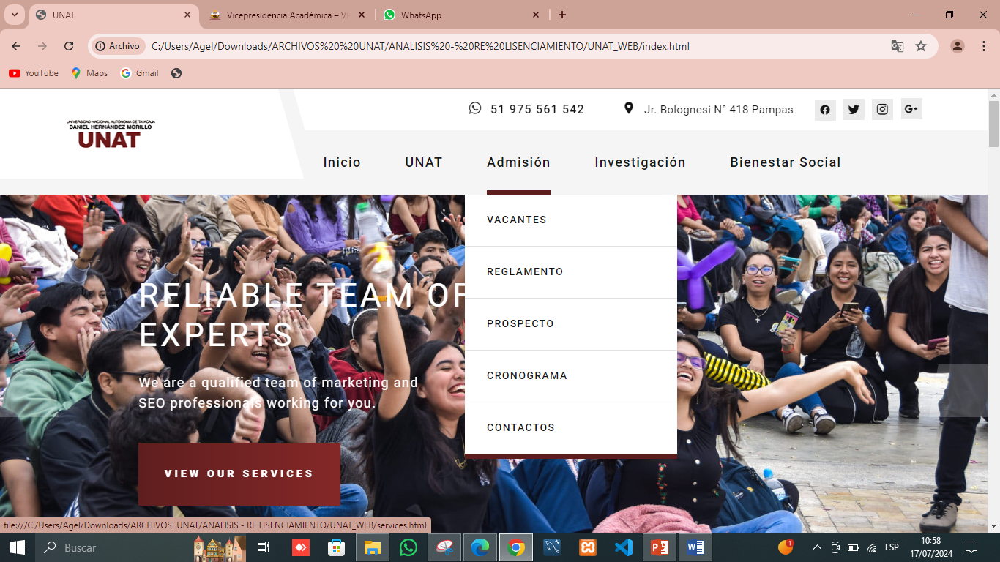 UNAT
Vicepresidencia Académica – VP
WhatsApp
Archivo
C:/Users/Agel/Downloads/ARCHIVOS%20%20UNAT/ANALISIS%20-%20RE%20LISENCIAMIENTO/UNAT_WEB/index.html
YouTube
Maps
Gmail
51 975 561 542
Jr. Bolognesi N° 418 Pampas
G+
UNIVERSIDAD NACIONAL AUTÓNOMA DE TAYACAJA
DANIEL HERNÁNDEZ MORILLO
UNAT
Inicio
UNAT
Admisión
Investigación
Bienestar Social
VACANTES
REGLAMENTO
PROSPECTO
CRONOGRAMA
CONTACTOS
RELIABLE TEAM OF
EXPERTS
We are a qualified team of marketing and
SEO professionals working for you.
VIEW OUR SERVICES
file:///C:/Users/Agel/Downloads/ARCHIVOS  UNAT/ANALISIS - RE LISENCIAMIENTO/UNAT_WEB/services.html
Buscar
1
ESP
10:58
17/07/2024